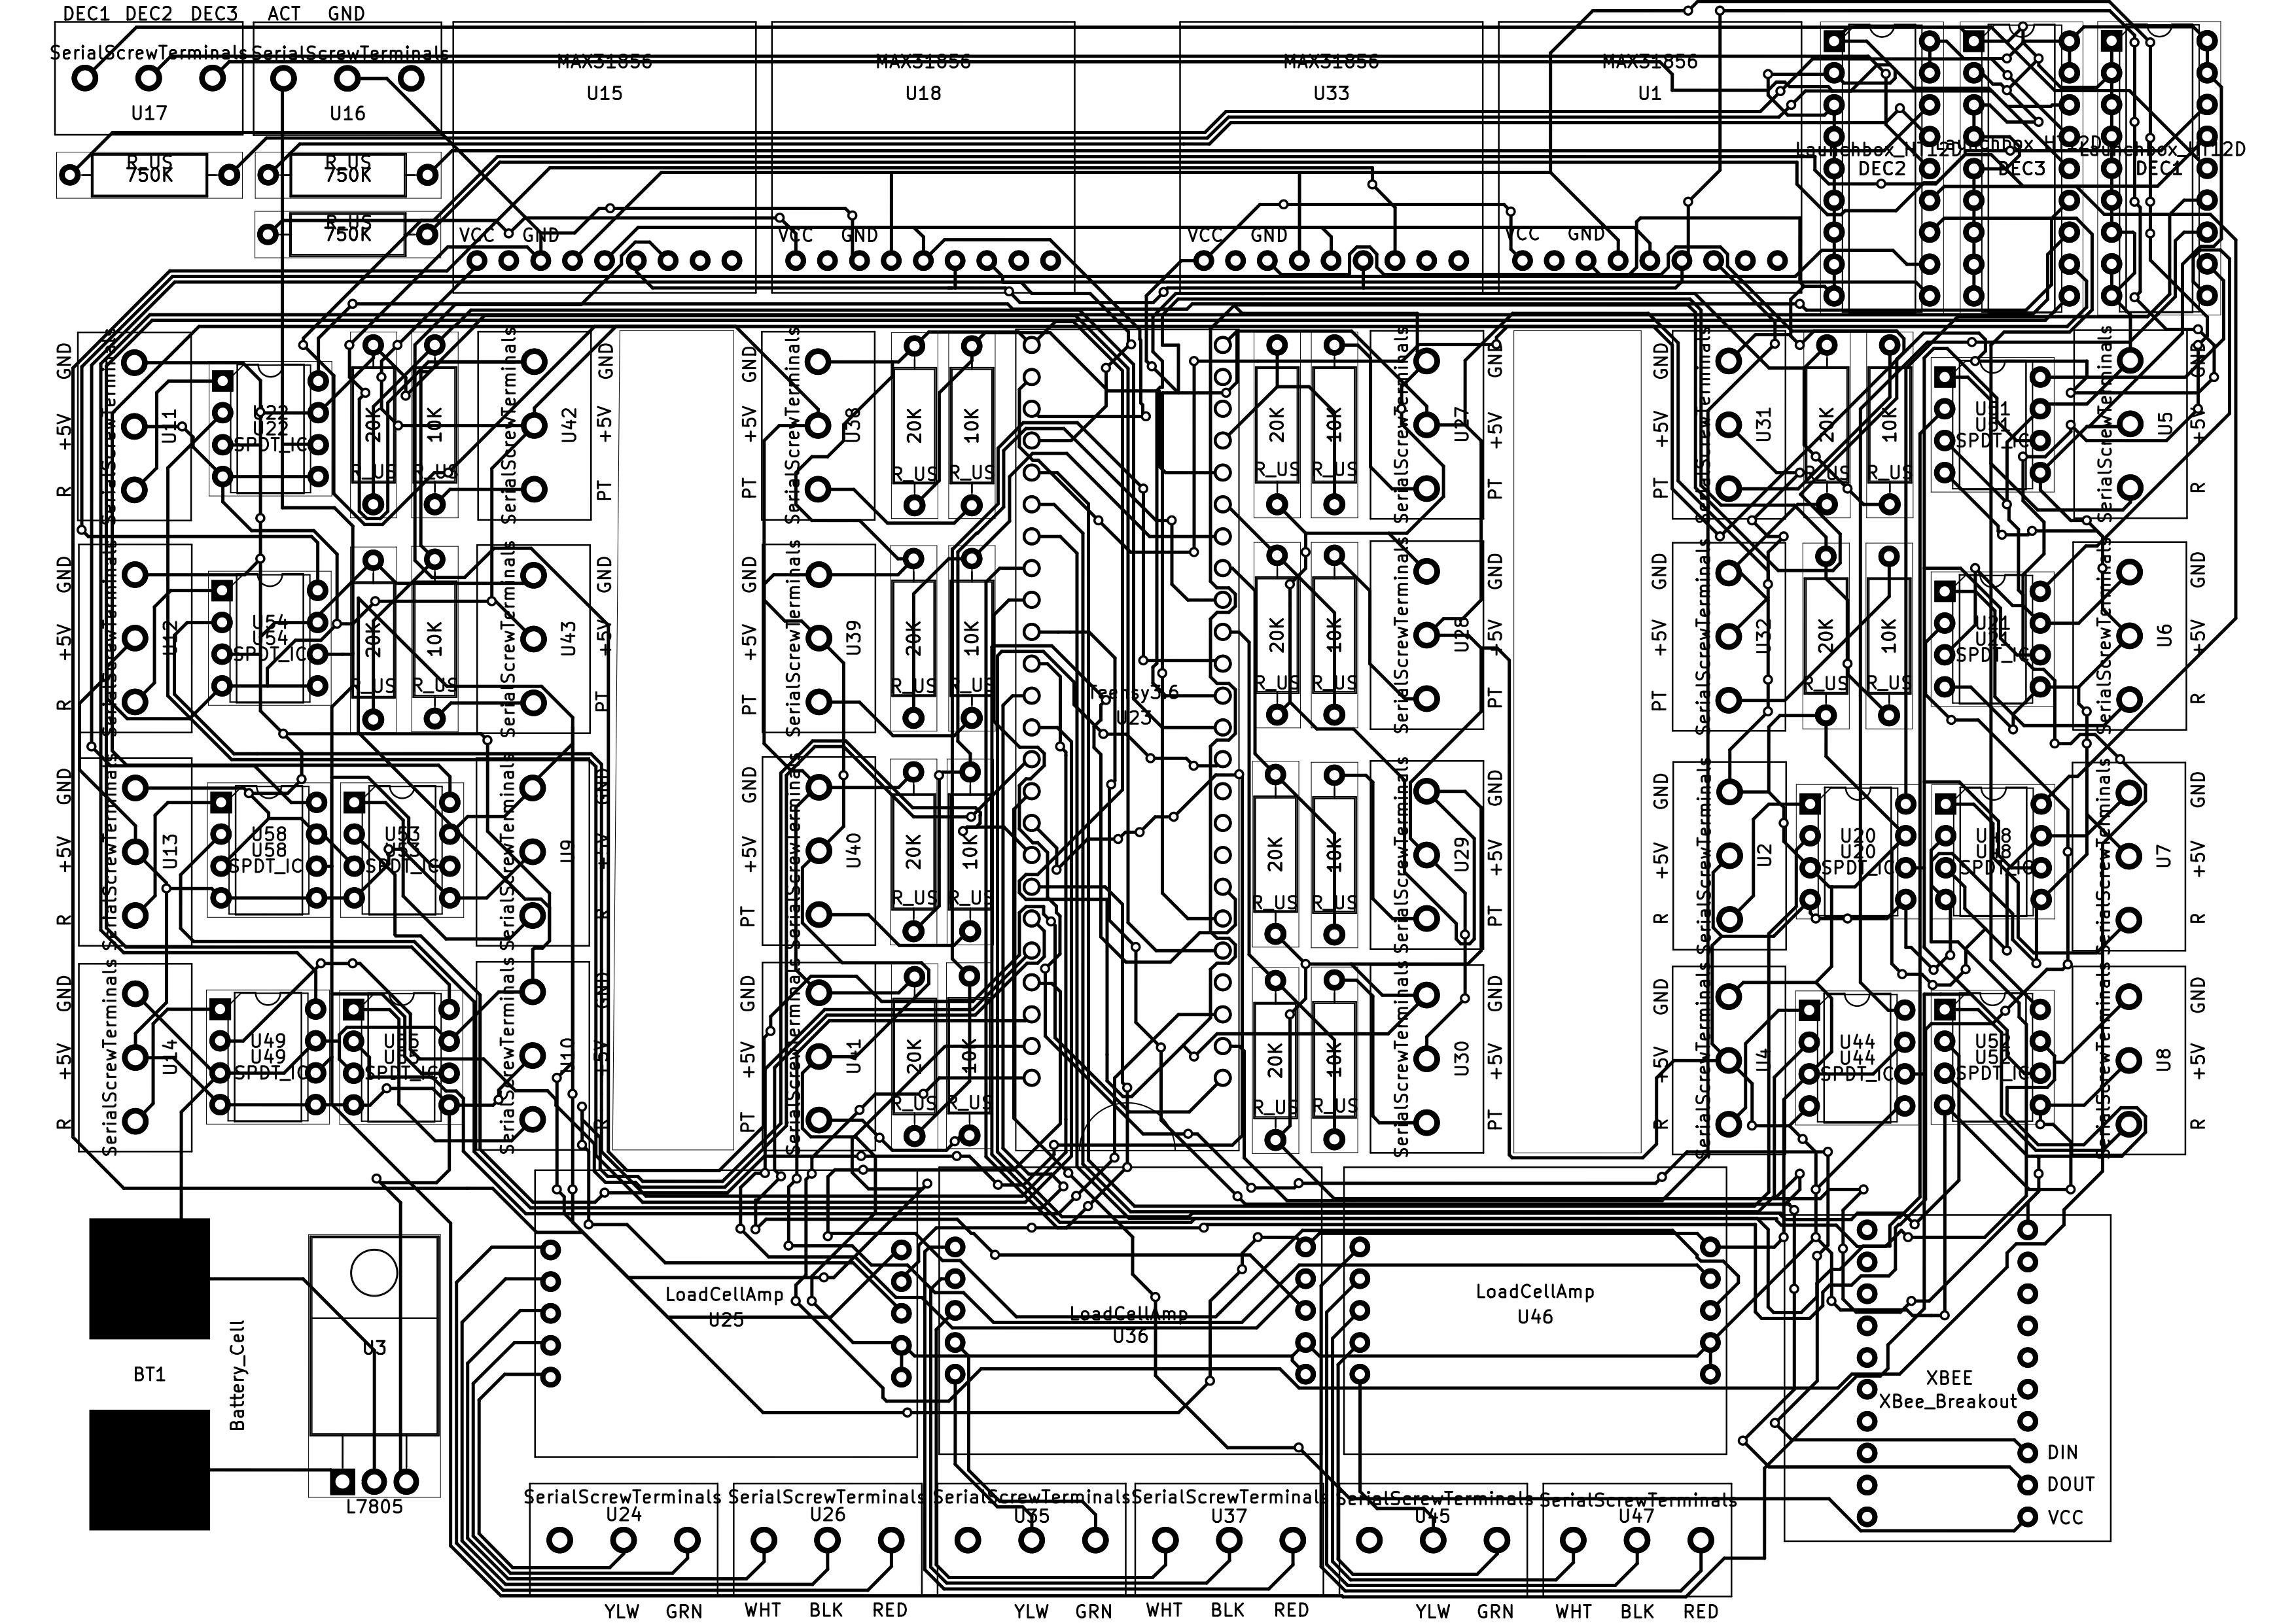 DEC1 DEC2 DEC3 ACT GND
SerialScrewTerminals
U17
SerialScrewTerminals
U16
MAX31856
U15
MAX31856
U18
MAX31856
U33
MAX31856
U1
R_US
750K
R_US
750K
R_US
750K
Launchbox_HT12D
DEC2
Launchbox_HT12D
DEC3
Launchbox_HT12D
DEC1
VCC GND
VCC GND
VCC GND
VCC GND
GND
+5V
R
SerialScrewTerminals
U11
U22
U22
SPDT_IC
20K
R_US
10K
R_US
SerialScrewTerminals
U42
GND
+5V
PT
GND
+5V
PT
SerialScrewTerminals
U38
20K
R_US
10K
R_US
20K
R_US
10K
R_US
SerialScrewTerminals
U27
GND
+5V
PT
GND
+5V
PT
SerialScrewTerminals
U31
20K
R_US
10K
R_US
U51
U51
SPDT_IC
SerialScrewTerminals
U5
GND
+5V
R
GND
+5V
R
SerialScrewTerminals
U12
U54
U54
SPDT_IC
20K
R_US
10K
R_US
SerialScrewTerminals
U43
GND
+5V
PT
GND
+5V
PT
SerialScrewTerminals
U39
20K
R_US
10K
R_US
Teensy3.6
U23
20K
R_US
10K
R_US
SerialScrewTerminals
U28
GND
+5V
PT
GND
+5V
PT
SerialScrewTerminals
U32
20K
R_US
10K
R_US
U21
U21
SPDT_IC
SerialScrewTerminals
U6
GND
+5V
R
GND
+5V
R
SerialScrewTerminals
U13
U58
U58
SPDT_IC
U53
SPDT_IC
SerialScrewTerminals
U9
GND
+5V
R
GND
+5V
PT
SerialScrewTerminals
U40
20K
R_US
10K
R_US
20K
R_US
10K
R_US
SerialScrewTerminals
U29
GND
+5V
PT
GND
+5V
R
SerialScrewTerminals
U2
U20
U20
SPDT_IC
U48
U48
SPDT_IC
SerialScrewTerminals
U7
GND
+5V
R
GND
+5V
R
SerialScrewTerminals
U14
U49
U49
SPDT_IC
U55
U55
SPDT_IC
SerialScrewTerminals
U10
GND
+5V
R
GND
+5V
PT
SerialScrewTerminals
U41
20K
R_US
10K
R_US
20K
R_US
10K
R_US
SerialScrewTerminals
U30
GND
+5V
PT
GND
+5V
R
SerialScrewTerminals
U4
U44
U44
SPDT_IC
U52
U52
SPDT_IC
SerialScrewTerminals
U8
GND
+5V
R
BT1
Battery_Cell
U3
L7805
LoadCellAmp
U25
LoadCellAmp
U36
LoadCellAmp
U46
XBEE
XBee_Breakout
DIN
DOUT
VCC
SerialScrewTerminals
U24
SerialScrewTerminals
U26
SerialScrewTerminals
U35
SerialScrewTerminals
U37
SerialScrewTerminals
U45
SerialScrewTerminals
U47
YLW GRN WHT BLK RED YLW GRN WHT BLK RED YLW GRN WHT BLK RED